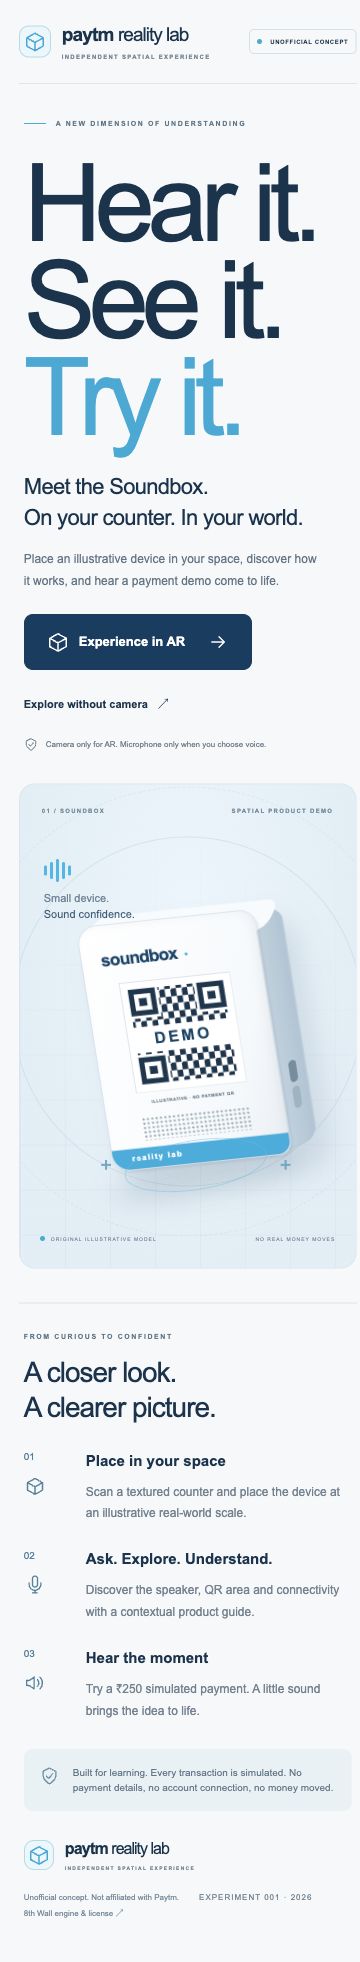 paytm reality lab
INDEPENDENT SPATIAL EXPERIENCE
UNOFFICIAL CONCEPT
A NEW DIMENSION OF UNDERSTANDING
Hear it.
See it.
Try it.
Meet the Soundbox.
On your counter. In your world.
Place an illustrative device in your space, discover how
it works, and hear a payment demo come to life.
Experience in AR
Explore without camera
Camera only for AR. Microphone only when you choose voice.
01 / SOUNDBOX
SPATIAL PRODUCT DEMO
Small device.
Sound confidence.
soundbox
DEMO
ILLUSTRATIVE · NO PAYMENT QR
reality lab
ORIGINAL ILLUSTRATIVE MODEL
NO REAL MONEY MOVES
FROM CURIOUS TO CONFIDENT
A closer look.
A clearer picture.
01
Place in your space
Scan a textured counter and place the device at
an illustrative real-world scale.
02
Ask. Explore. Understand.
Discover the speaker, QR area and connectivity
with a contextual product guide.
03
Hear the moment
Try a ₹250 simulated payment. A little sound
brings the idea to life.
Built for learning. Every transaction is simulated. No
payment details, no account connection, no money moved.
paytm reality lab
INDEPENDENT SPATIAL EXPERIENCE
Unofficial concept. Not affiliated with Paytm.
EXPERIMENT 001 · 2026
8th Wall engine & license ↗